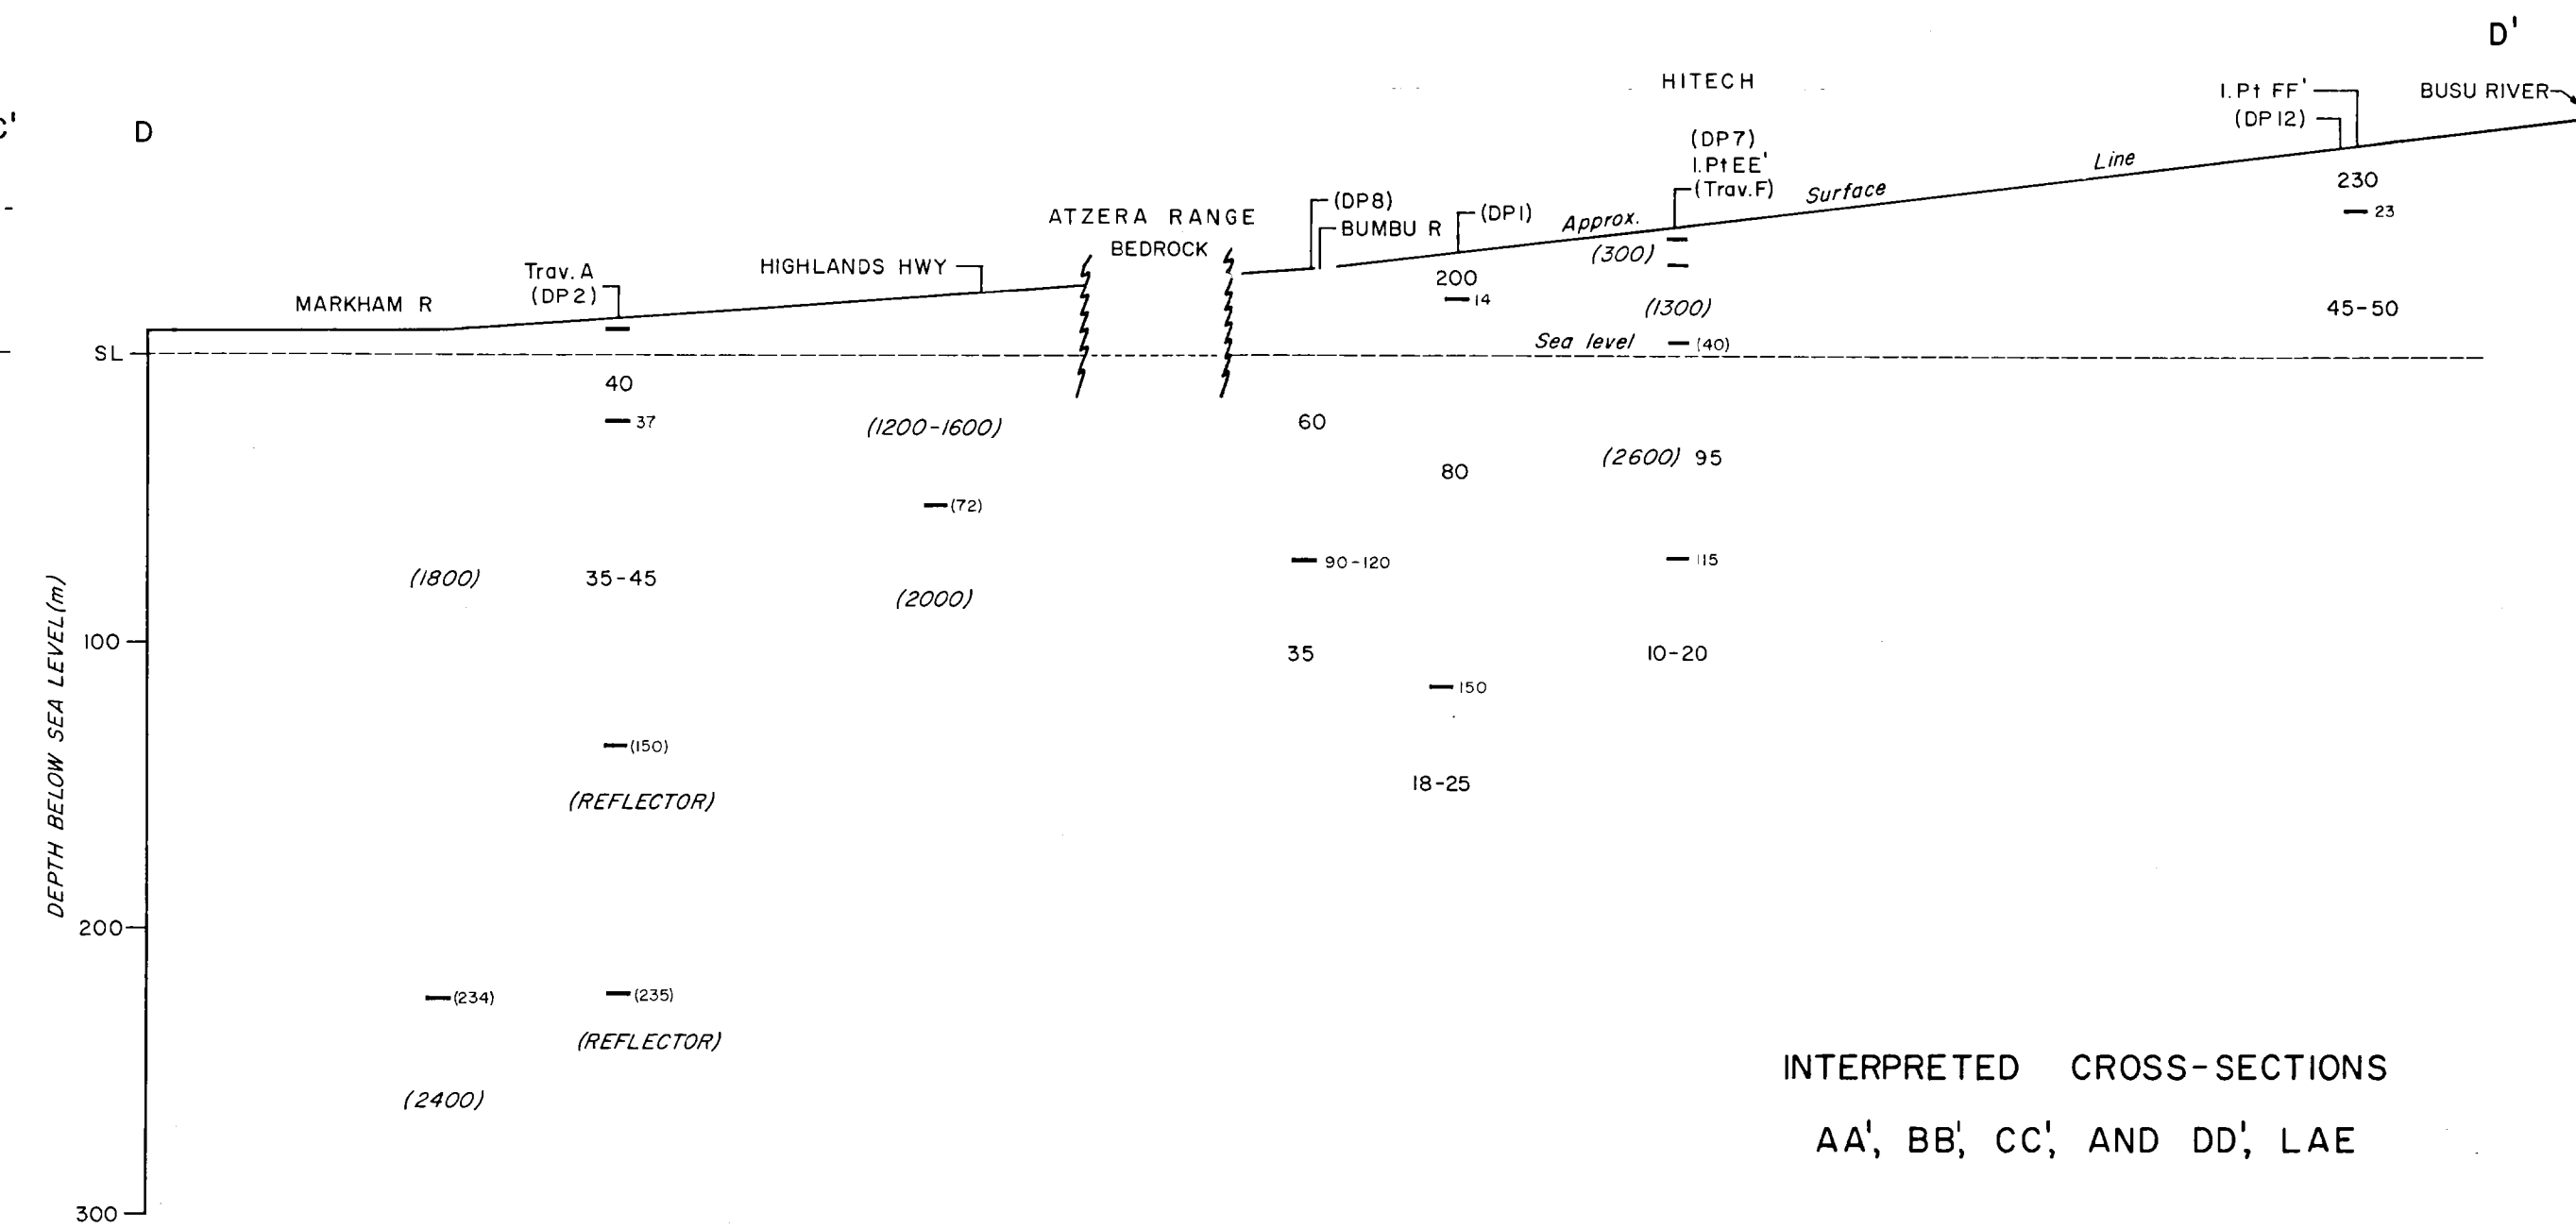 D'
HITECH
I.Pt FF'
BUSU RIVER
(DP 12)
C'
D
(DP7)
I.Pt EE'
(Trav. F)
Line
Surface
230
23
ATZERA RANGE
BEDROCK
(DP8)
BUMBU R
(DP1)
Approx.
(300)
HIGHLANDS HWY
Trav. A
(DP 2)
MARKHAM R
200
14
(1300)
45-50
SL
Sea level
(40)
40
37
(1200-1600)
60
(2600) 95
80
(72)
90-120
115
(1800)
35-45
(2000)
DEPTH BELOW SEA LEVEL (m)
100
35
10-20
150
(150)
18-25
(REFLECTOR)
200
(234)
(235)
(REFLECTOR)
(2400)
INTERPRETED CROSS-SECTIONS
AA', BB', CC', AND DD', LAE
300